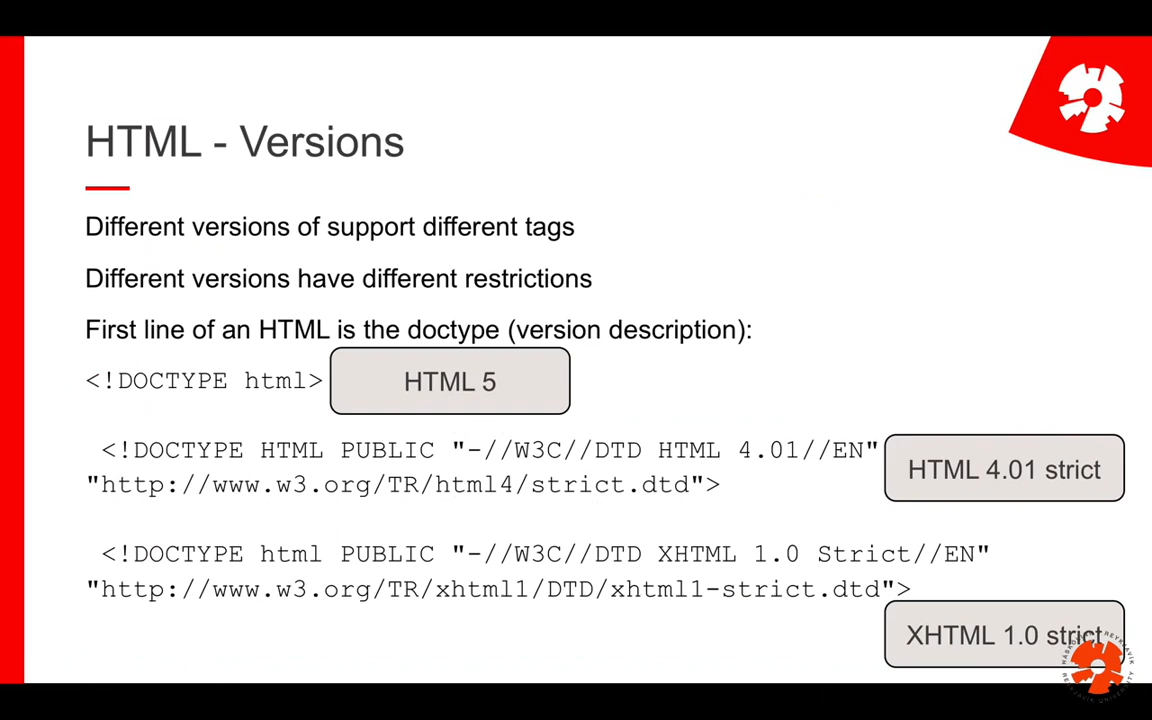 HTML - Versions
Different versions of support different tags
Different versions have different restrictions
First line of an HTML is the doctype (version description):
<!DOCTYPE html>
HTML 5
<!DOCTYPE HTML PUBLIC "-//W3C//DTD HTML 4.01//EN"
"http://www.w3.org/TR/html4/strict.dtd">
HTML 4.01 strict
<!DOCTYPE html PUBLIC "-//W3C//DTD XHTML 1.0 Strict//EN"
"http://www.w3.org/TR/xhtml1/DTD/xhtml1-strict.dtd">
XHTML 1.0 strict
REYKJAVIK UNIVERSITY